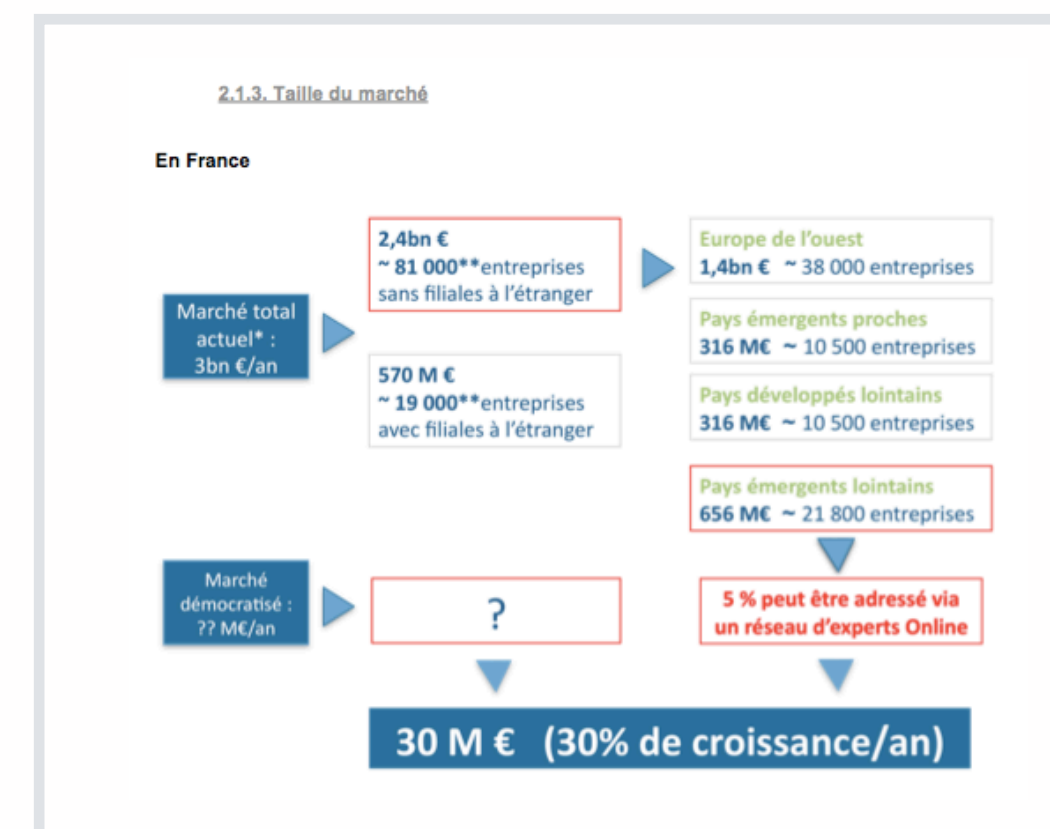 2.1.3. Taille du marché
En France
Marché total
actuel* :
3bn €/an
2,4bn €
~ 81 000**entreprises
sans filiales à l'étranger
570 M €
~ 19 000**entreprises
avec filiales à l'étranger
Europe de l'ouest
1,4bn € ~ 38 000 entreprises
Pays émergents proches
316 M€ ~ 10 500 entreprises
Pays développés lointains
316 M€ ~ 10 500 entreprises
Pays émergents lointains
656 M€ ~ 21 800 entreprises
Marché
démocratisé :
?? M€/an
?
5 % peut être adressé via
un réseau d'experts Online
30 M € (30% de croissance/an)